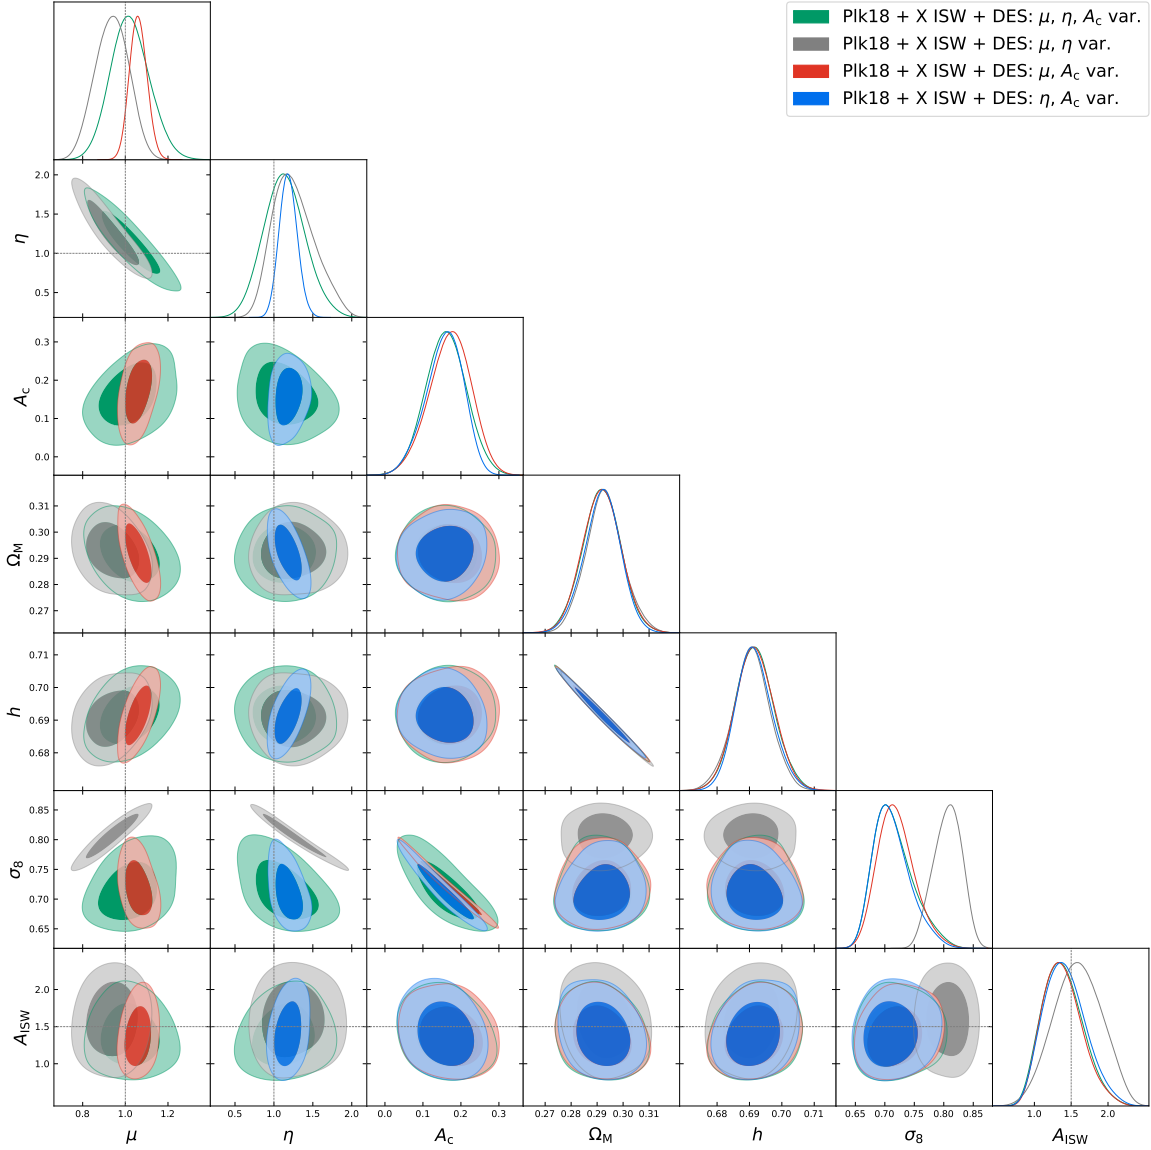 Plk18 + X ISW + DES: μ, η, A_c var.
Plk18 + X ISW + DES: μ, η var.
Plk18 + X ISW + DES: μ, A_c var.
Plk18 + X ISW + DES: η, A_c var.
2.0
1.5
1.0
0.5
η
0.3
0.2
0.1
0.0
A_c
0.31
0.30
0.29
0.28
0.27
Ω_M
0.71
0.70
0.69
0.68
h
0.85
0.80
0.75
0.70
0.65
σ_8
2.0
1.5
1.0
A_ISW
0.8 1.0 1.2 0.5 1.0 1.5 2.0 0.0 0.1 0.2 0.3 0.27 0.28 0.29 0.30 0.31 0.68 0.69 0.70 0.71 0.65 0.70 0.75 0.80 0.85 1.0 1.5 2.0
μ η A_c Ω_M h σ_8 A_ISW